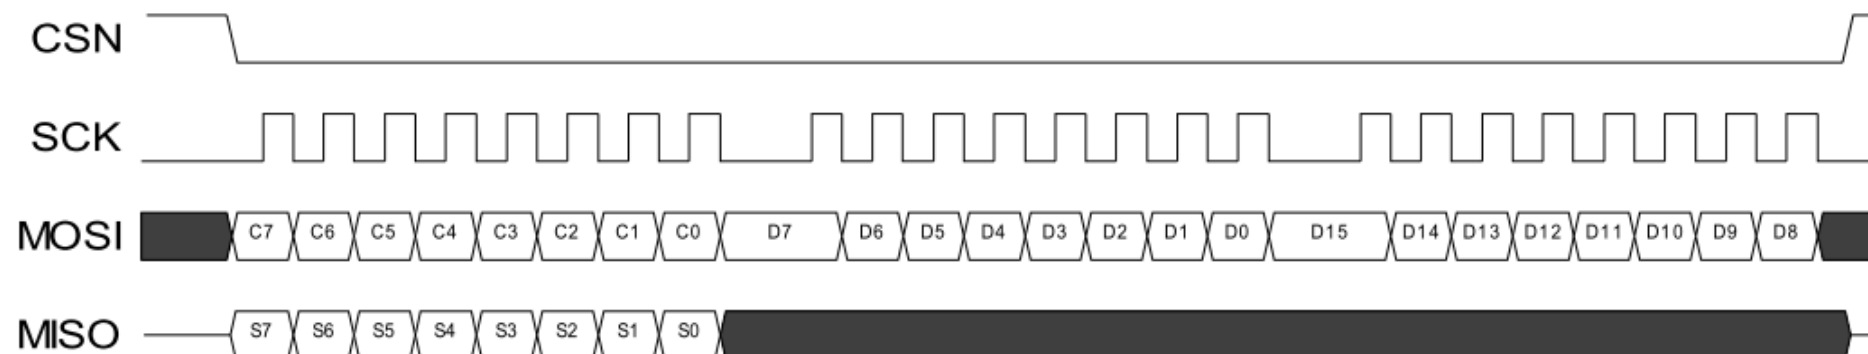 CSN
SCK
MOSI C7 C6 C5 C4 C3 C2 C1 C0 D7 D6 D5 D4 D3 D2 D1 D0 D15 D14 D13 D12 D11 D10 D9 D8
MISO S7 S6 S5 S4 S3 S2 S1 S0